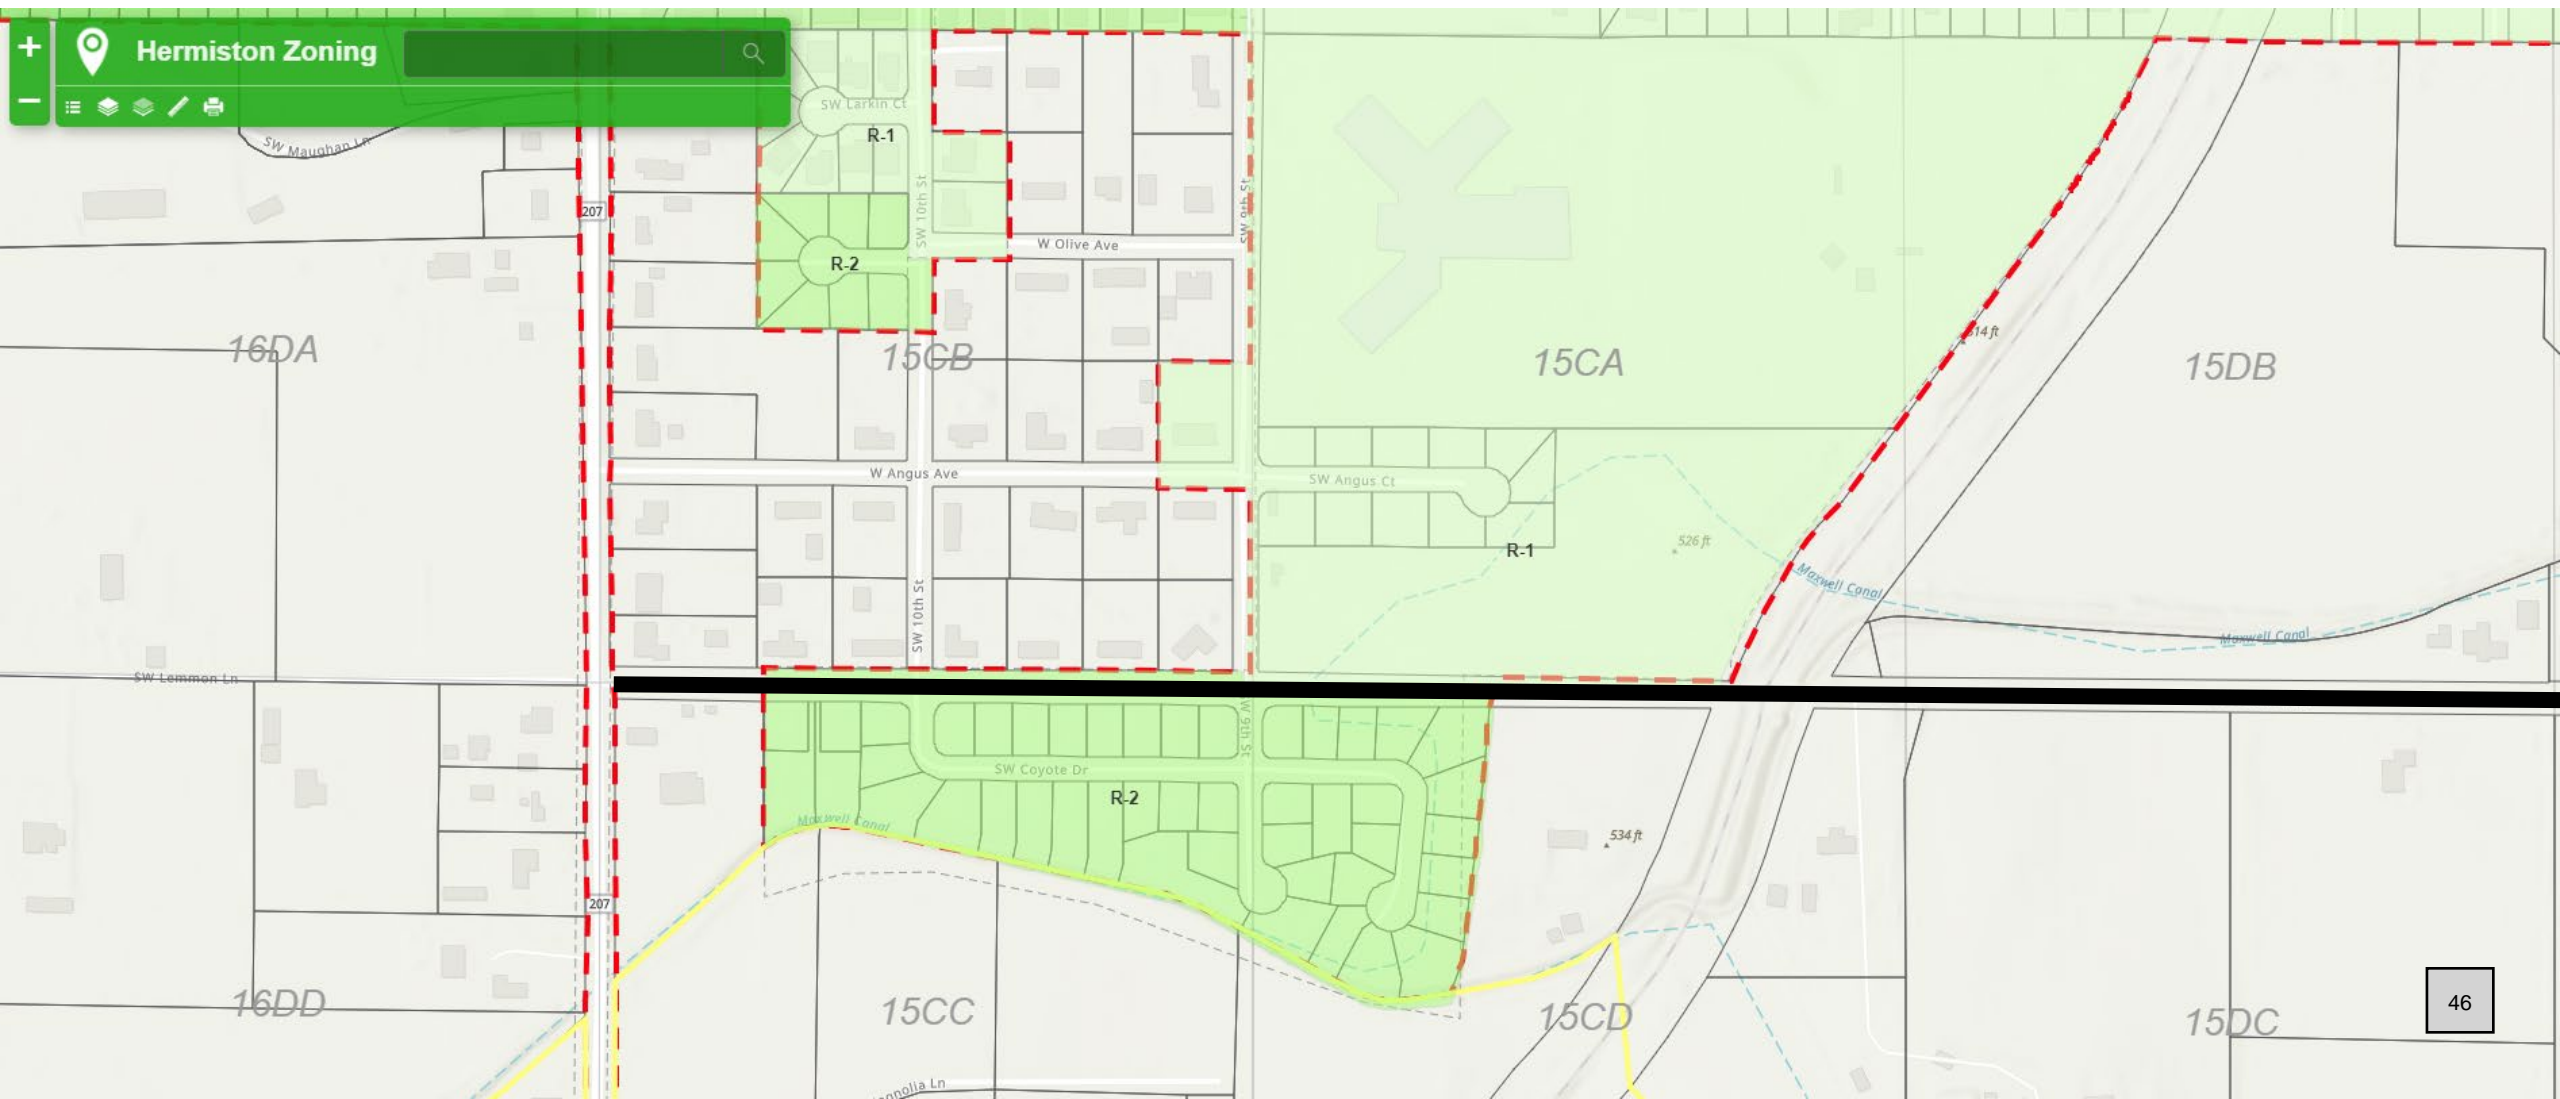 +
Hermiston Zoning
−
SW Larkin Ct
R-1
SW Maughan Ln
SW 10th St
SW 9th St
207
W Olive Ave
R-2
514 ft
16DA
15CB
15CA
15DB
W Angus Ave
SW Angus Ct
526 ft
R-1
Maxwell Canal
SW 10th St
Maxwell Canal
SW Lemmon Ln
SW 9th St
SW Coyote Dr
R-2
Maxwell Canal
534 ft
207
16DD
15CC
15CD
15DC
46